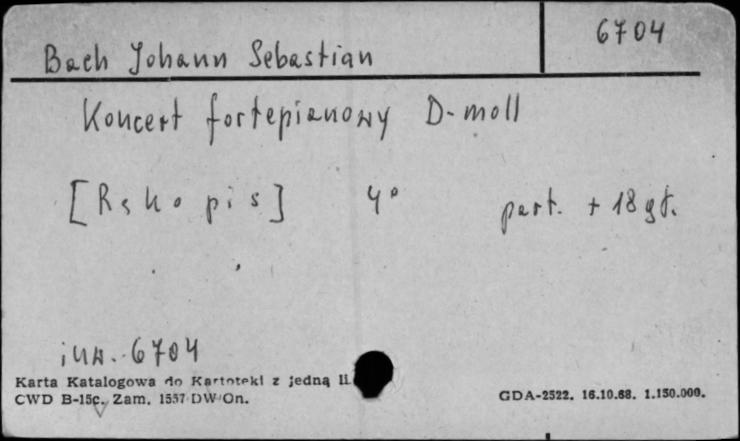 6704
Bach Johann Sebastian
Koncert fortepianowy D-moll
[Rękopis] 4° part. + 18 gł.
inw. 6704
Karta Katalogowa do Kartoteki z jedną li
CWD B-15c. Zam. 1557 DW On. GDA-2522. 16.10.68. 1.150.000.